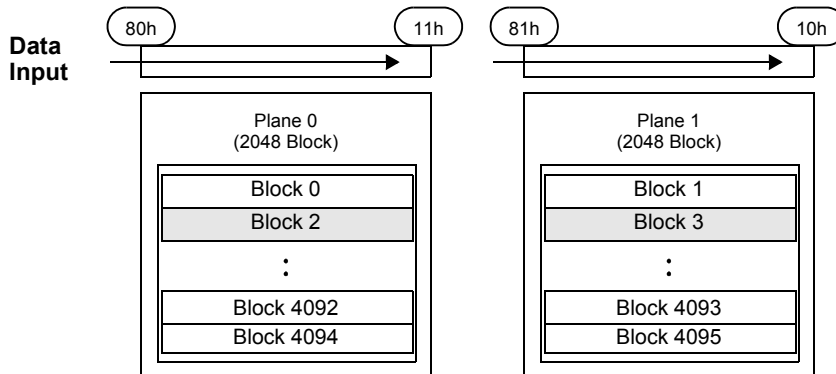 80h
11h
81h
10h
Data
Input
Plane 0
(2048 Block)
Block 0
Block 2
:
Block 4092
Block 4094
Plane 1
(2048 Block)
Block 1
Block 3
:
Block 4093
Block 4095